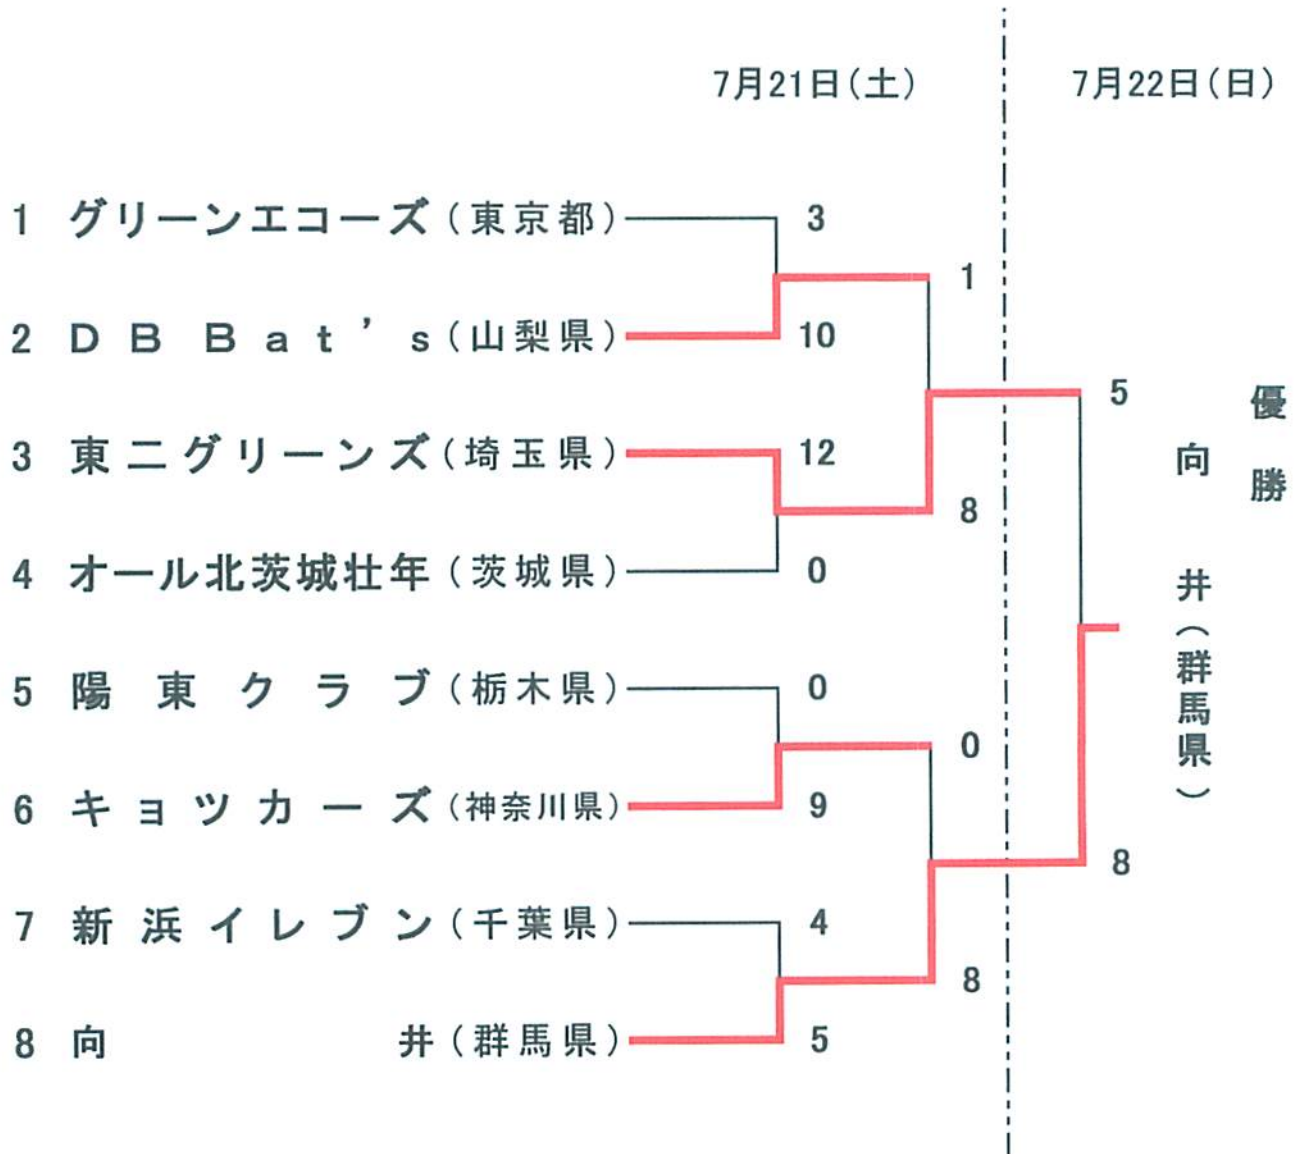 7月21日(土) 7月22日(日)
1 グリーンエコーズ(東京都) 3
1
2 DB Bat's(山梨県) 10
5
3 東二グリーンズ(埼玉県) 12
8
4 オール北茨城壮年(茨城県) 0
5 陽東クラブ(栃木県) 0
0
6 キョツカーズ(神奈川県) 9
8
7 新浜イレブン(千葉県) 4
8
8 向井(群馬県) 5
優勝
向井(群馬県)